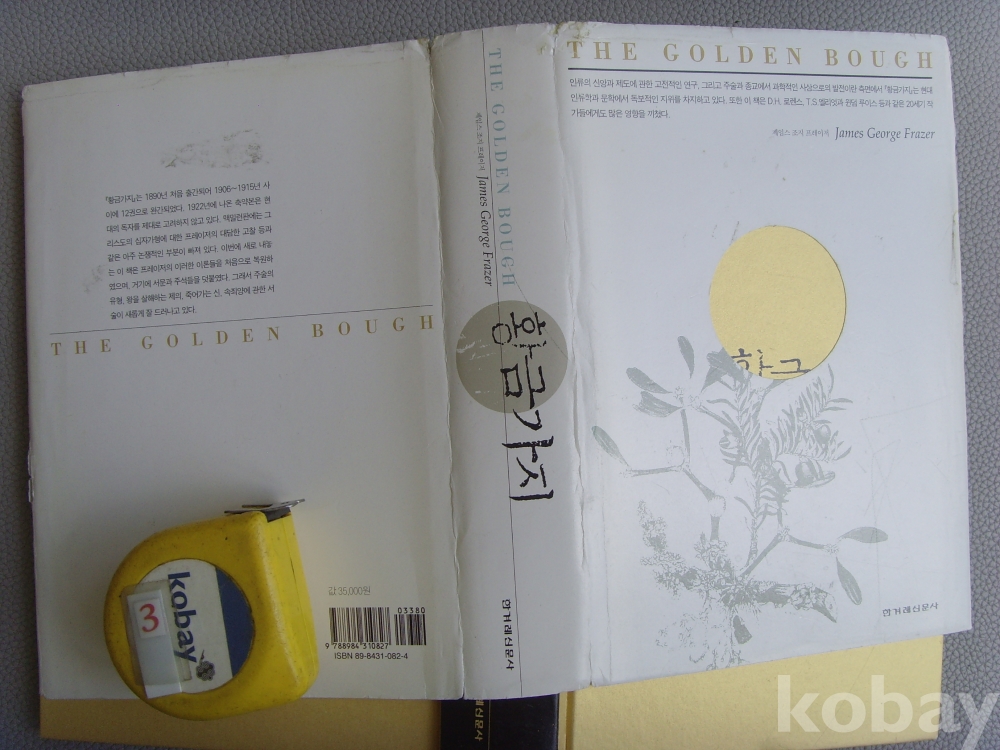 THE GOLDEN BOUGH
인류의 신앙과 제도에 관한 고전적인 연구, 그리고 주술과 종교에서 과학적인 사상으로의 발전이란 측면에서 『황금가지』는 현대
인류학과 문학에서 독보적인 지위를 차지하고 있다. 또한 이 책은 D.H. 로렌스, T.S.엘리엇과 윈덤 루이스 등과 같은 20세기 작
가들에게도 많은 영향을 끼쳤다.
제임스 조지 프레이저 James George Frazer
한겨레신문사
THE GOLDEN BOUGH
제임스 조지 프레이저 James George Frazer
황금가지
한겨레신문사
『황금가지』는 1890년 처음 출간되어 1906~1915년 사
이에 12권으로 완간되었다. 1922년에 나온 축약본은 현
대의 독자를 제대로 고려하지 않고 있다. 맥밀런판에는 그
리스도의 십자가형에 대한 프레이저의 대담한 고찰 등과
같은 아주 논쟁적인 부문이 빠져 있다. 이번에 새로 내놓
는 이 책은 프레이저의 이러한 이론들을 처음으로 복원하
였으며, 거기에 서문과 주석들을 덧붙였다. 그래서 주술의
유형, 왕을 살해하는 제의, 죽어가는 신, 속죄양에 관한 서
술이 새롭게 잘 드러나고 있다.
THE GOLDEN BOUGH
값 35,000원
03380
9 788984 310827
ISBN 89-8431-082-4
kobay
3
겨레신문사
kobay